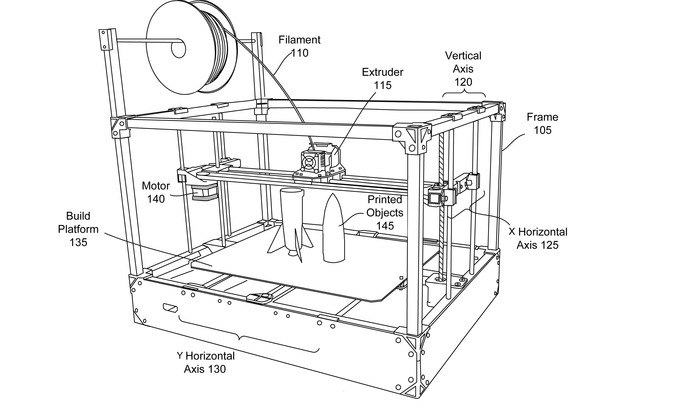 Filament
110
Extruder
115
Vertical
Axis
120
Frame
105
Motor
140
Printed
Objects
145
Build
Platform
135
X Horizontal
Axis 125
Y Horizontal
Axis 130